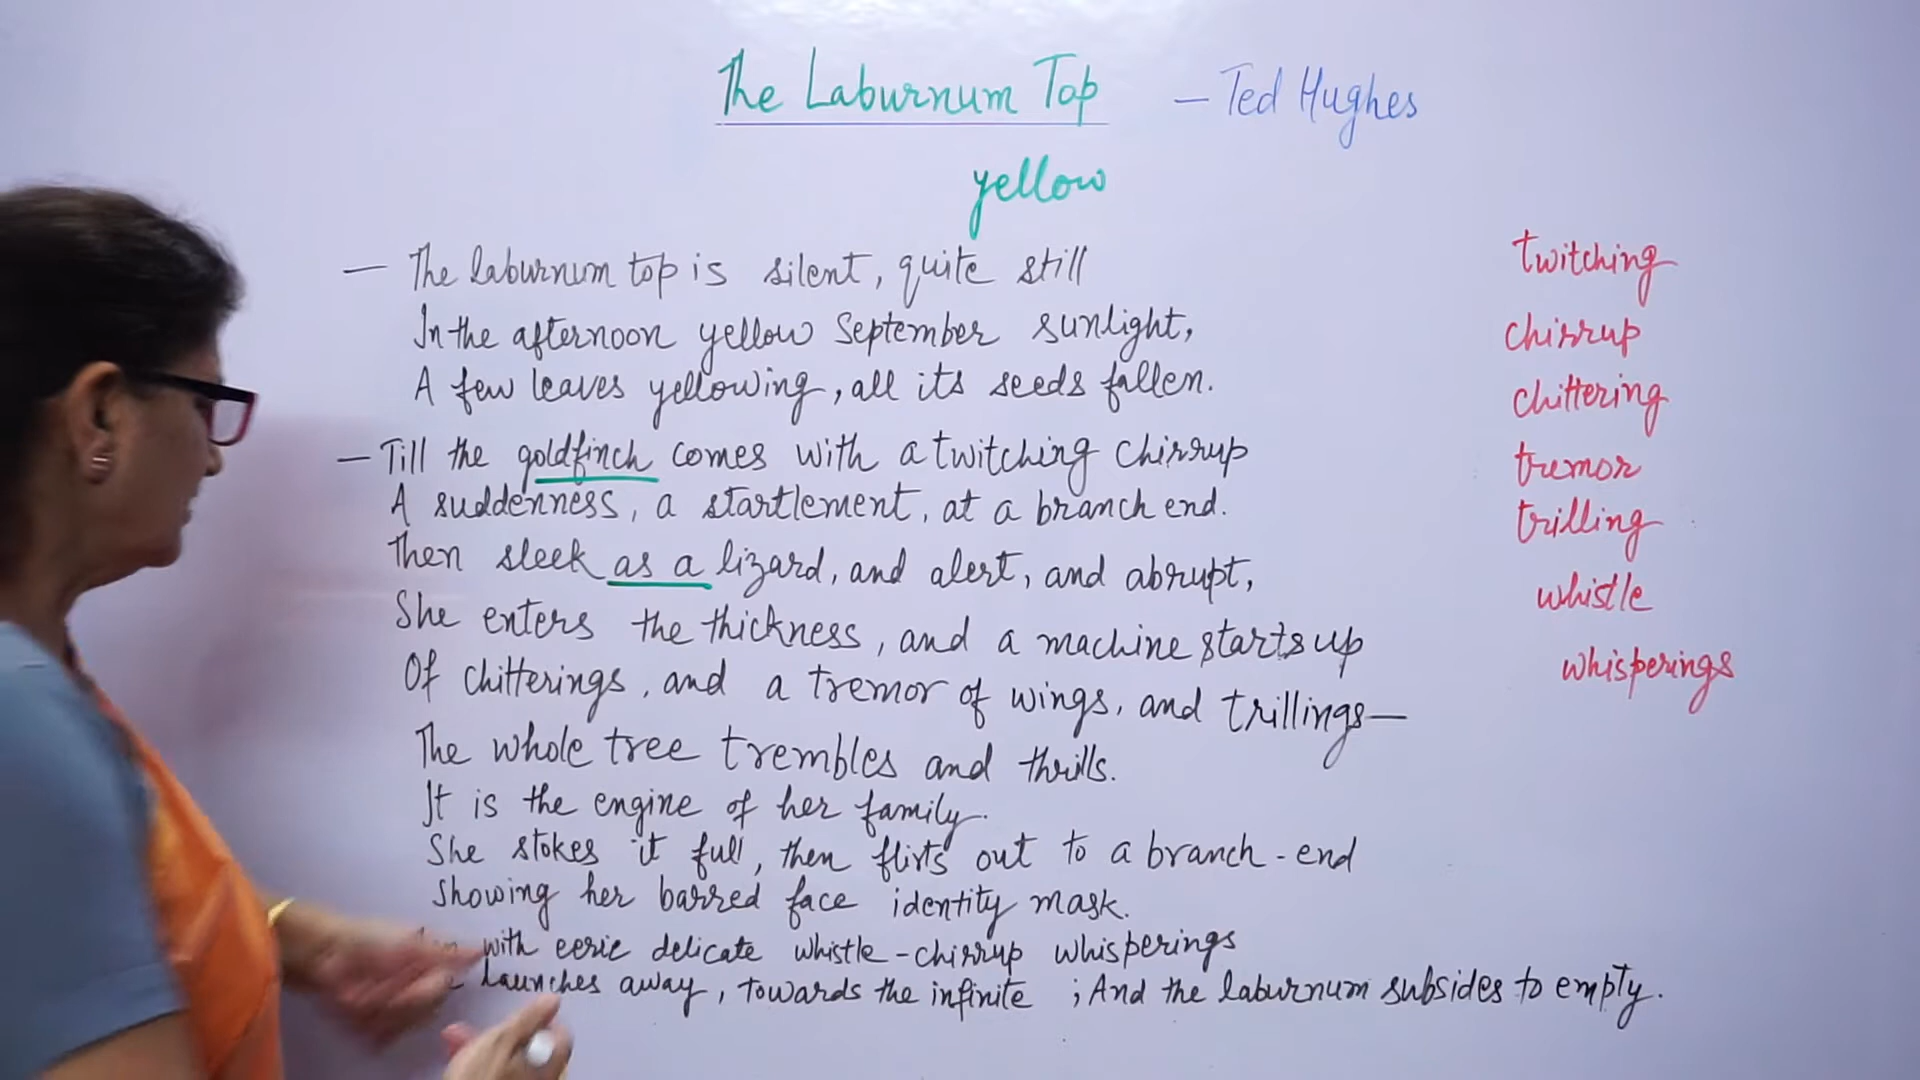 The Laburnum Top - Ted Hughes
yellow
— The laburnum top is silent, quite still
In the afternoon yellow September sunlight,
A few leaves yellowing, all its seeds fallen.
— Till the goldfinch comes with a twitching chirrup
A suddenness, a startlement, at a branch end.
Then sleek as a lizard, and alert, and abrupt,
She enters the thickness, and a machine starts up
Of chitterings, and a tremor of wings, and trillings—
The whole tree trembles and thrills.
It is the engine of her family.
She stokes it full, then flirts out to a branch-end
Showing her barred face identity mask.
with eeric delicate whistle-chirrup whisperings
launches away, towards the infinite ; And the laburnum subsides to empty.
twitching
chirrup
chittering
tremor
trilling
whistle
whisperings